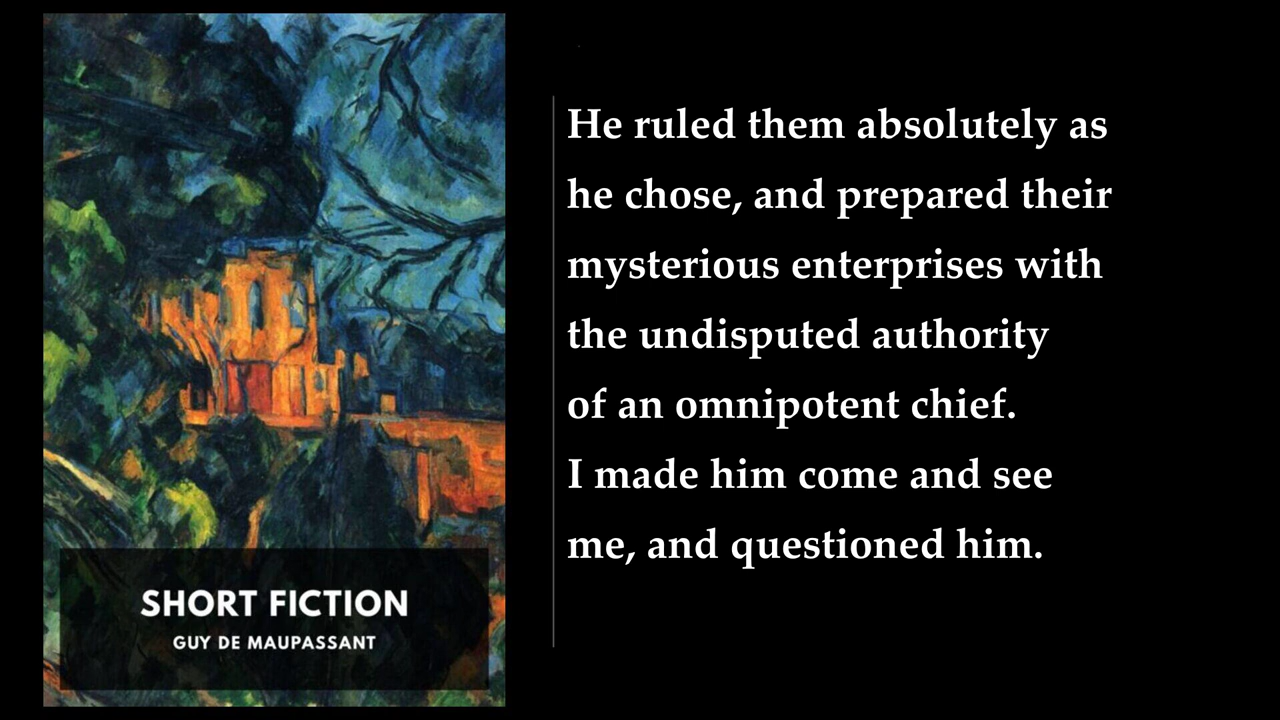 SHORT FICTION
GUY DE MAUPASSANT
He ruled them absolutely as
he chose, and prepared their
mysterious enterprises with
the undisputed authority
of an omnipotent chief.
I made him come and see
me, and questioned him.